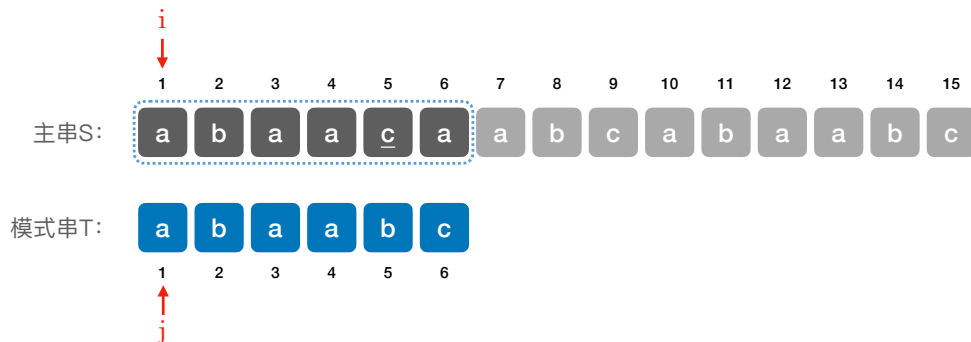 i
1 2 3 4 5 6 7 8 9 10 11 12 13 14 15
主串S: a b a a c a a b c a b a a b c
模式串T: a b a a b c
1 2 3 4 5 6
j